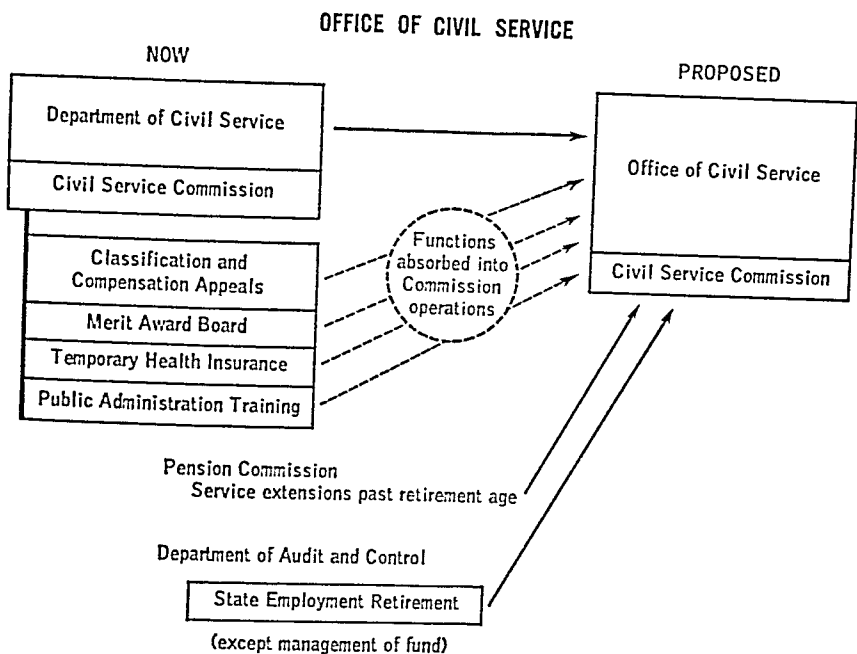 OFFICE OF CIVIL SERVICE
NOW
PROPOSED
Department of Civil Service
Civil Service Commission
Classification and
Compensation Appeals
Merit Award Board
Temporary Health Insurance
Public Administration Training
Functions
absorbed into
Commission
operations
Office of Civil Service
Civil Service Commission
Pension Commission
Service extensions past retirement age
Department of Audit and Control
State Employment Retirement
(except management of fund)